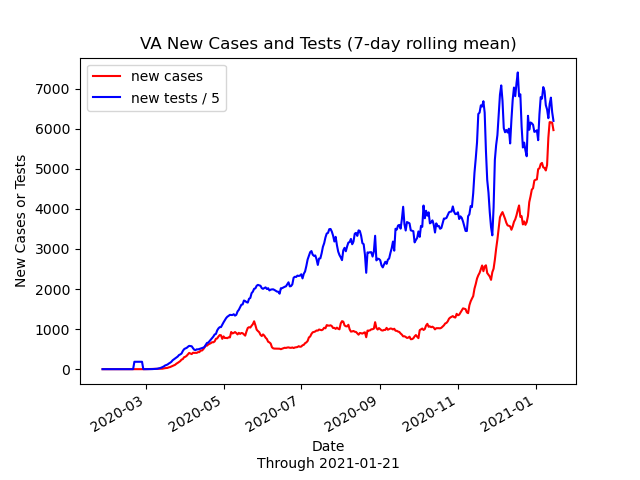 VA New Cases and Tests (7-day rolling mean)
new cases
new tests / 5
7000
6000
5000
4000
3000
2000
1000
0
New Cases or Tests
2020-03
2020-05
2020-07
2020-09
2020-11
2021-01
Date
Through 2021-01-21